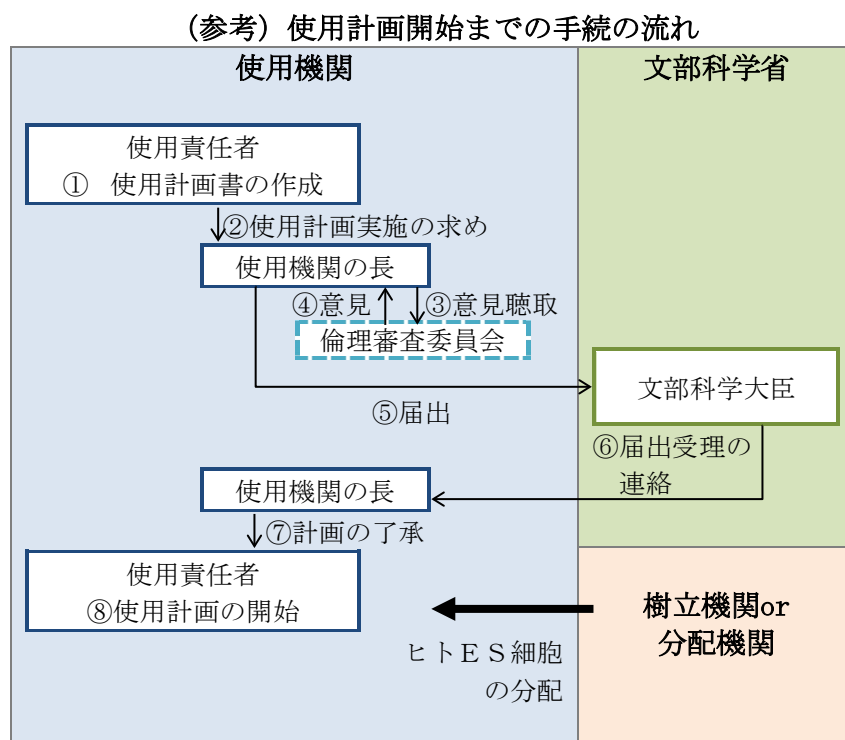 (参考)使用計画開始までの手続の流れ
使用機関
文部科学省
使用責任者
① 使用計画書の作成
②使用計画実施の求め
使用機関の長
④意見
③意見聴取
倫理審査委員会
文部科学大臣
⑤届出
⑥届出受理の
連絡
使用機関の長
⑦計画の了承
使用責任者
⑧使用計画の開始
樹立機関or
分配機関
ヒトES細胞
の分配